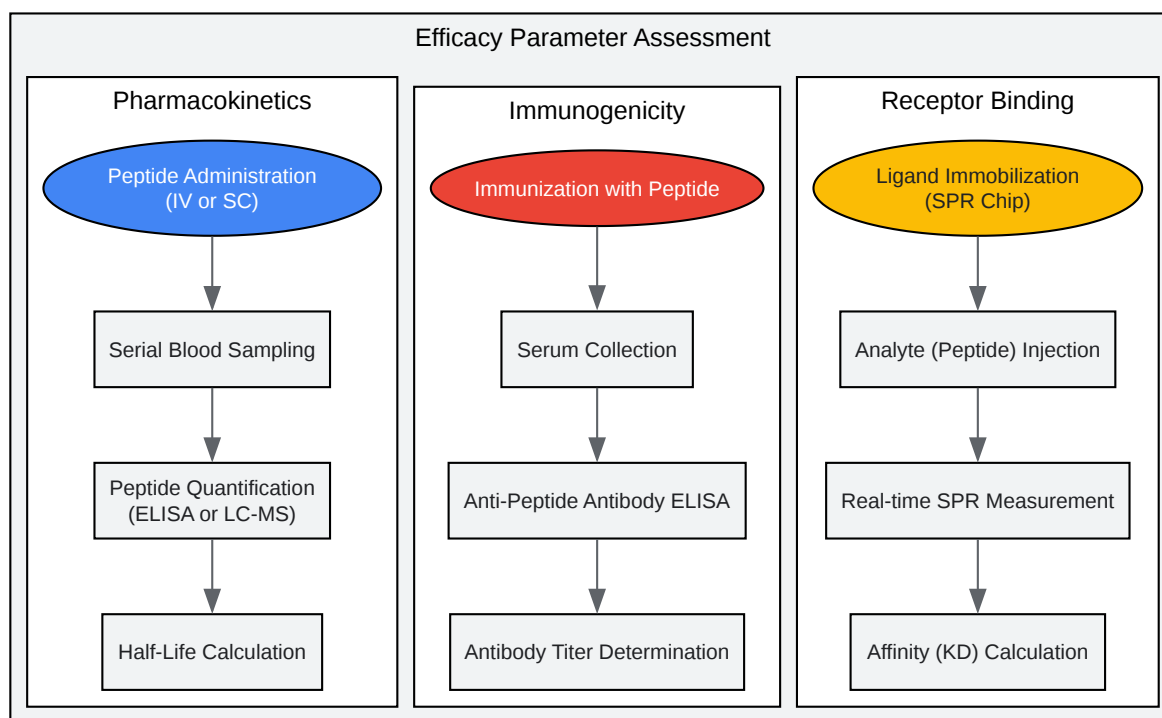 Efficacy Parameter Assessment
Pharmacokinetics
Peptide Administration
(IV or SC)
Serial Blood Sampling
Peptide Quantification
(ELISA or LC-MS)
Half-Life Calculation
Immunogenicity
Immunization with Peptide
Serum Collection
Anti-Peptide Antibody ELISA
Antibody Titer Determination
Receptor Binding
Ligand Immobilization
(SPR Chip)
Analyte (Peptide) Injection
Real-time SPR Measurement
Affinity (KD) Calculation